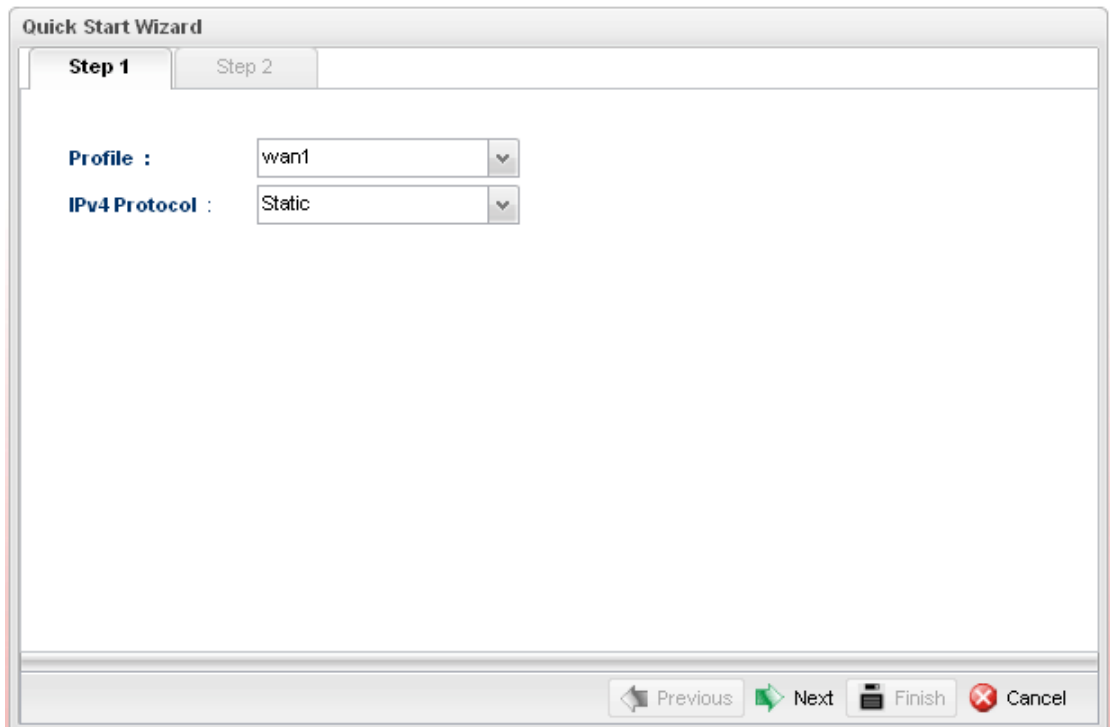 Quick Start Wizard
Step 1 Step 2
Profile : wan1
IPv4 Protocol : Static
Previous Next Finish Cancel